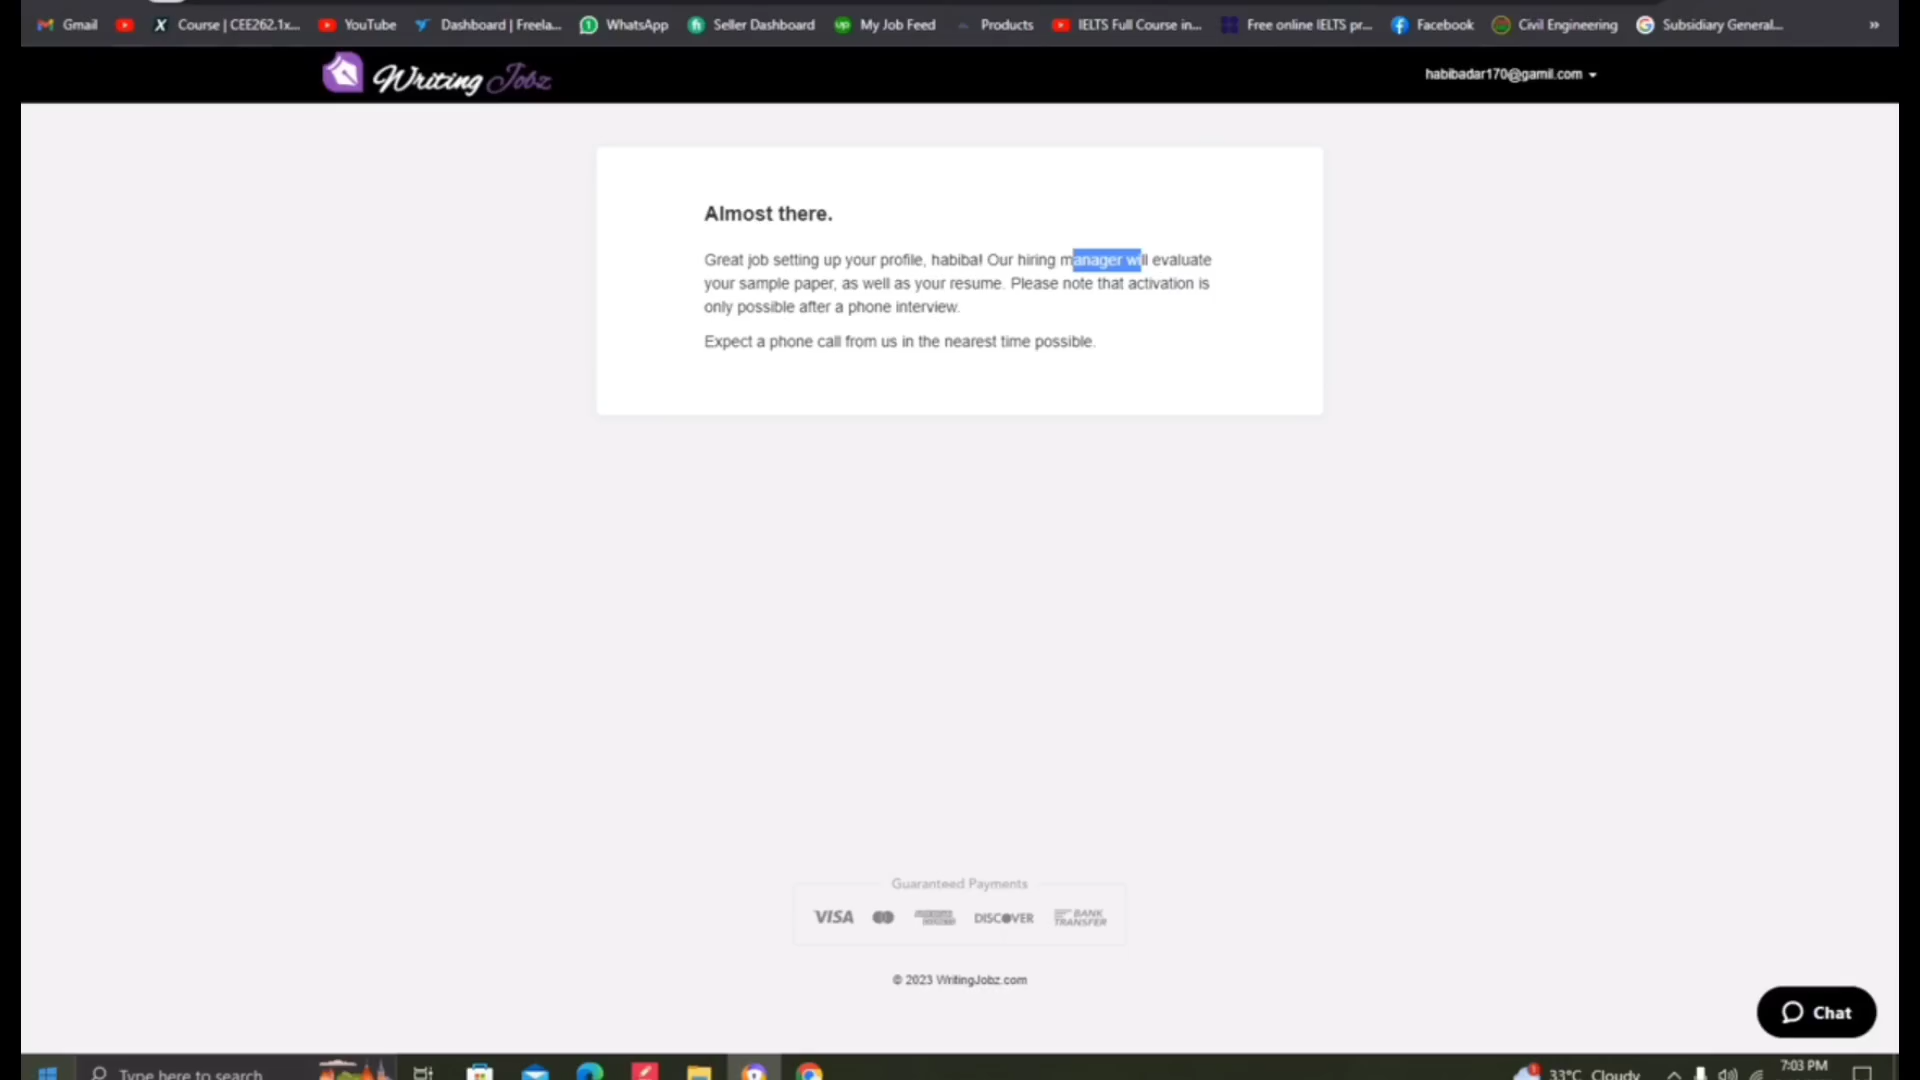 Gmail Course | CEE262.1x... YouTube Dashboard | Freela... WhatsApp Seller Dashboard up My Job Feed Products IELTS Full Course in... Free online IELTS pr... Facebook Civil Engineering Subsidiary General... »
Writing Jobz habibadar170@gamil.com
Almost there.
Great job setting up your profile, habiba! Our hiring manager will evaluate
your sample paper, as well as your resume. Please note that activation is
only possible after a phone interview.
Expect a phone call from us in the nearest time possible.
Guaranteed Payments
VISA AMERICAN EXPRESS DISCOVER BANK TRANSFER
© 2023 WritingJobz.com
Chat
Type here to search 33°C Cloudy 7:03 PM